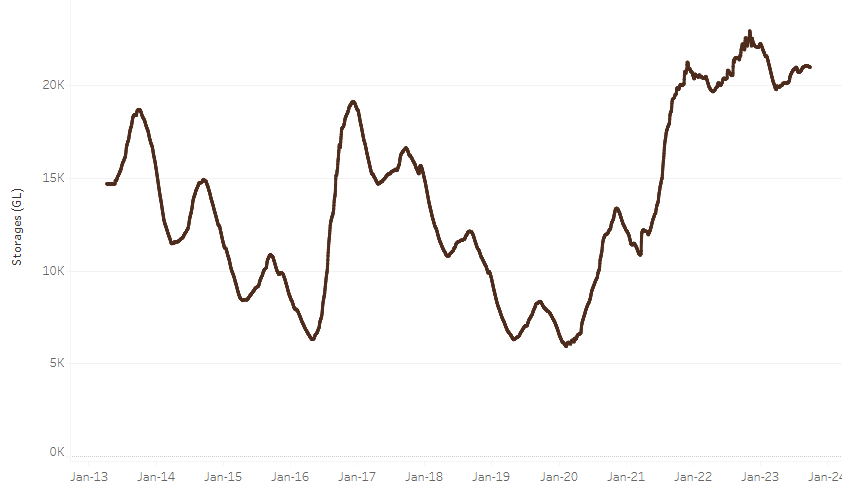 Storages (GL)
20K
15K
10K
5K
0K
Jan-13 Jan-14 Jan-15 Jan-16 Jan-17 Jan-18 Jan-19 Jan-20 Jan-21 Jan-22 Jan-23 Jan-24